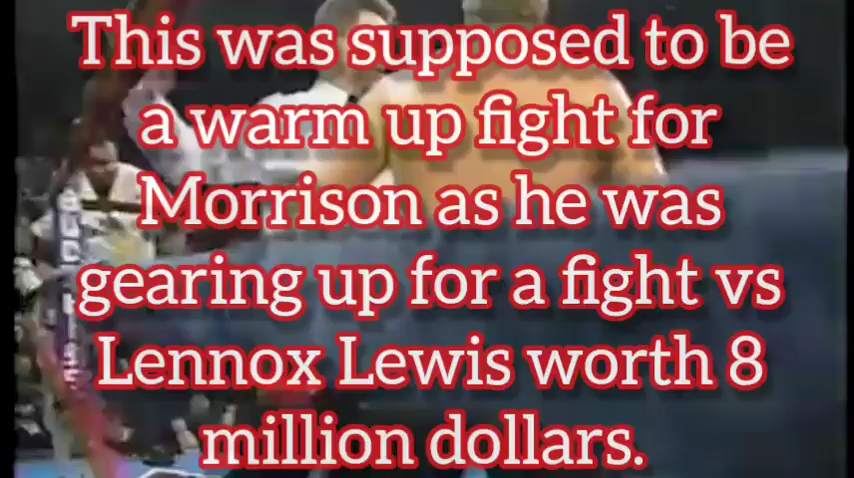 This was supposed to be
a warm up fight for
Morrison as he was
gearing up for a fight vs
Lennox Lewis worth 8
million dollars.